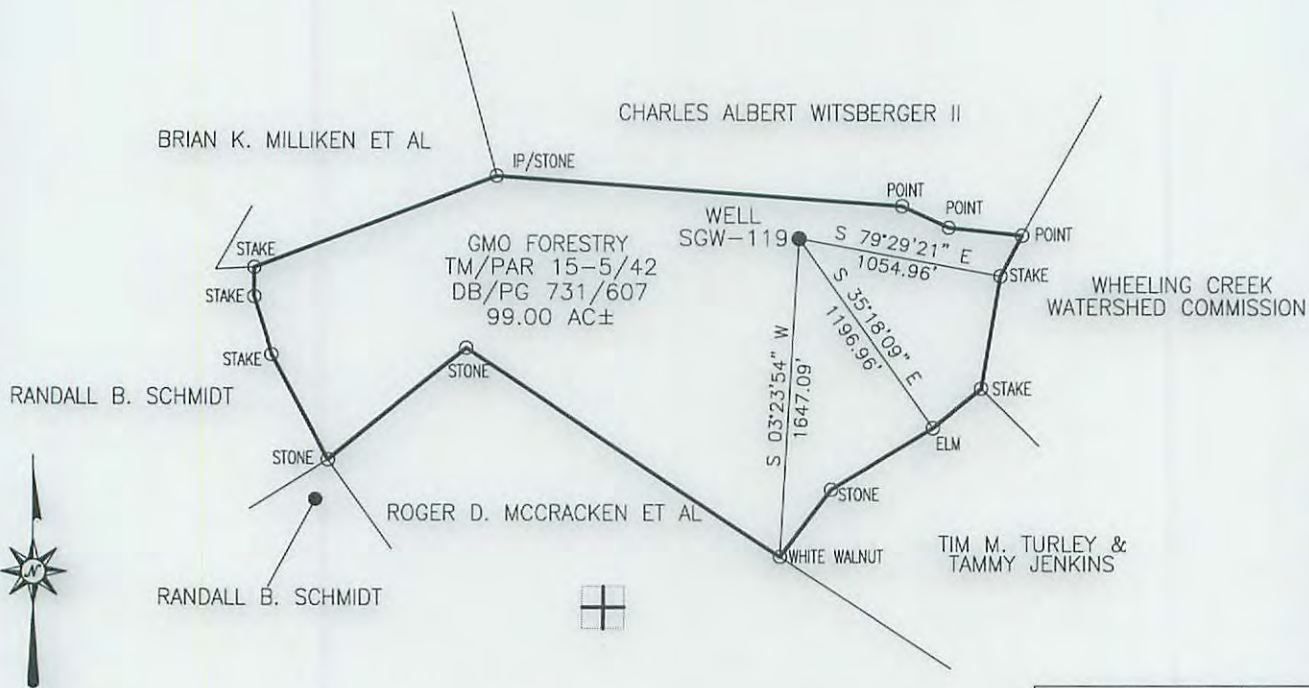 CHARLES ALBERT WITSBERGER II
BRIAN K. MILLIKEN ET AL
IP/STONE
POINT
POINT
POINT
WELL
SGW-119
S 79°29'21" E
1054.96'
STAKE
GMO FORESTRY
TM/PAR 15-5/42
DB/PG 731/607
99.00 AC±
STAKE
STAKE
STAKE
WHEELING CREEK
WATERSHED COMMISSION
S 35°18'09" E
1196.96'
S 03°23'54" W
1647.09'
STONE
STAKE
RANDALL B. SCHMIDT
ELM
STONE
STONE
ROGER D. MCCRACKEN ET AL
WHITE WALNUT
TIM M. TURLEY &
TAMMY JENKINS
N
RANDALL B. SCHMIDT